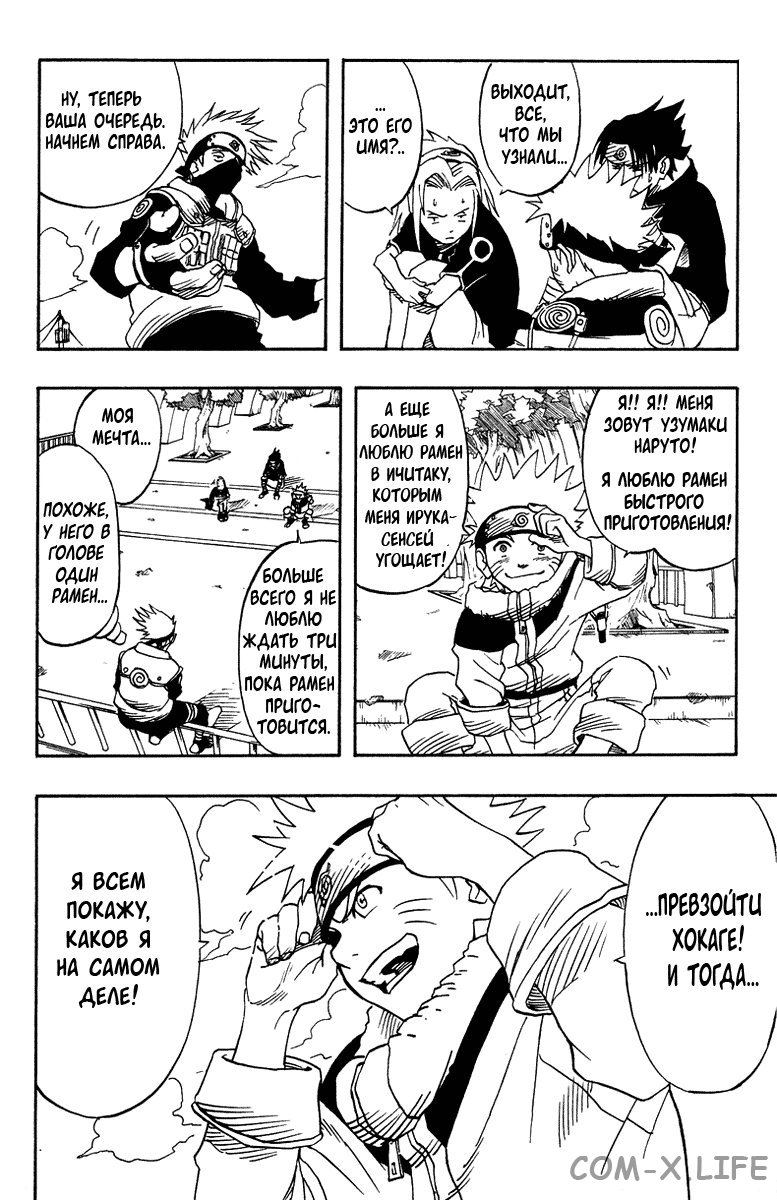 ВЫХОДИТ,
ВСЕ,
ЧТО МЫ
УЗНАЛИ...
...
ЭТО ЕГО
ИМЯ?..
НУ, ТЕПЕРЬ
ВАША ОЧЕРЕДЬ.
НАЧНЕМ СПРАВА.
Я!! Я!! МЕНЯ
ЗОВУТ УЗУМАКИ
НАРУТО!
Я ЛЮБЛЮ РАМЕН
БЫСТРОГО
ПРИГОТОВЛЕНИЯ!
А ЕЩЕ
БОЛЬШЕ Я
ЛЮБЛЮ РАМЕН
В ИЧИТАКУ,
КОТОРЫМ
МЕНЯ ИРУКА-
СЕНСЕЙ
УГОЩАЕТ!
БОЛЬШЕ
ВСЕГО Я НЕ
ЛЮБЛЮ
ЖДАТЬ ТРИ
МИНУТЫ,
ПОКА РАМЕН
ПРИГО-
ТОВИТСЯ.
МОЯ
МЕЧТА...
ПОХОЖЕ,
У НЕГО В
ГОЛОВЕ
ОДИН
РАМЕН...
...ПРЕВЗОЙТИ
ХОКАГЕ!
И ТОГДА...
Я ВСЕМ
ПОКАЖУ,
КАКОВ Я
НА САМОМ
ДЕЛЕ!
COM-X.LIFE